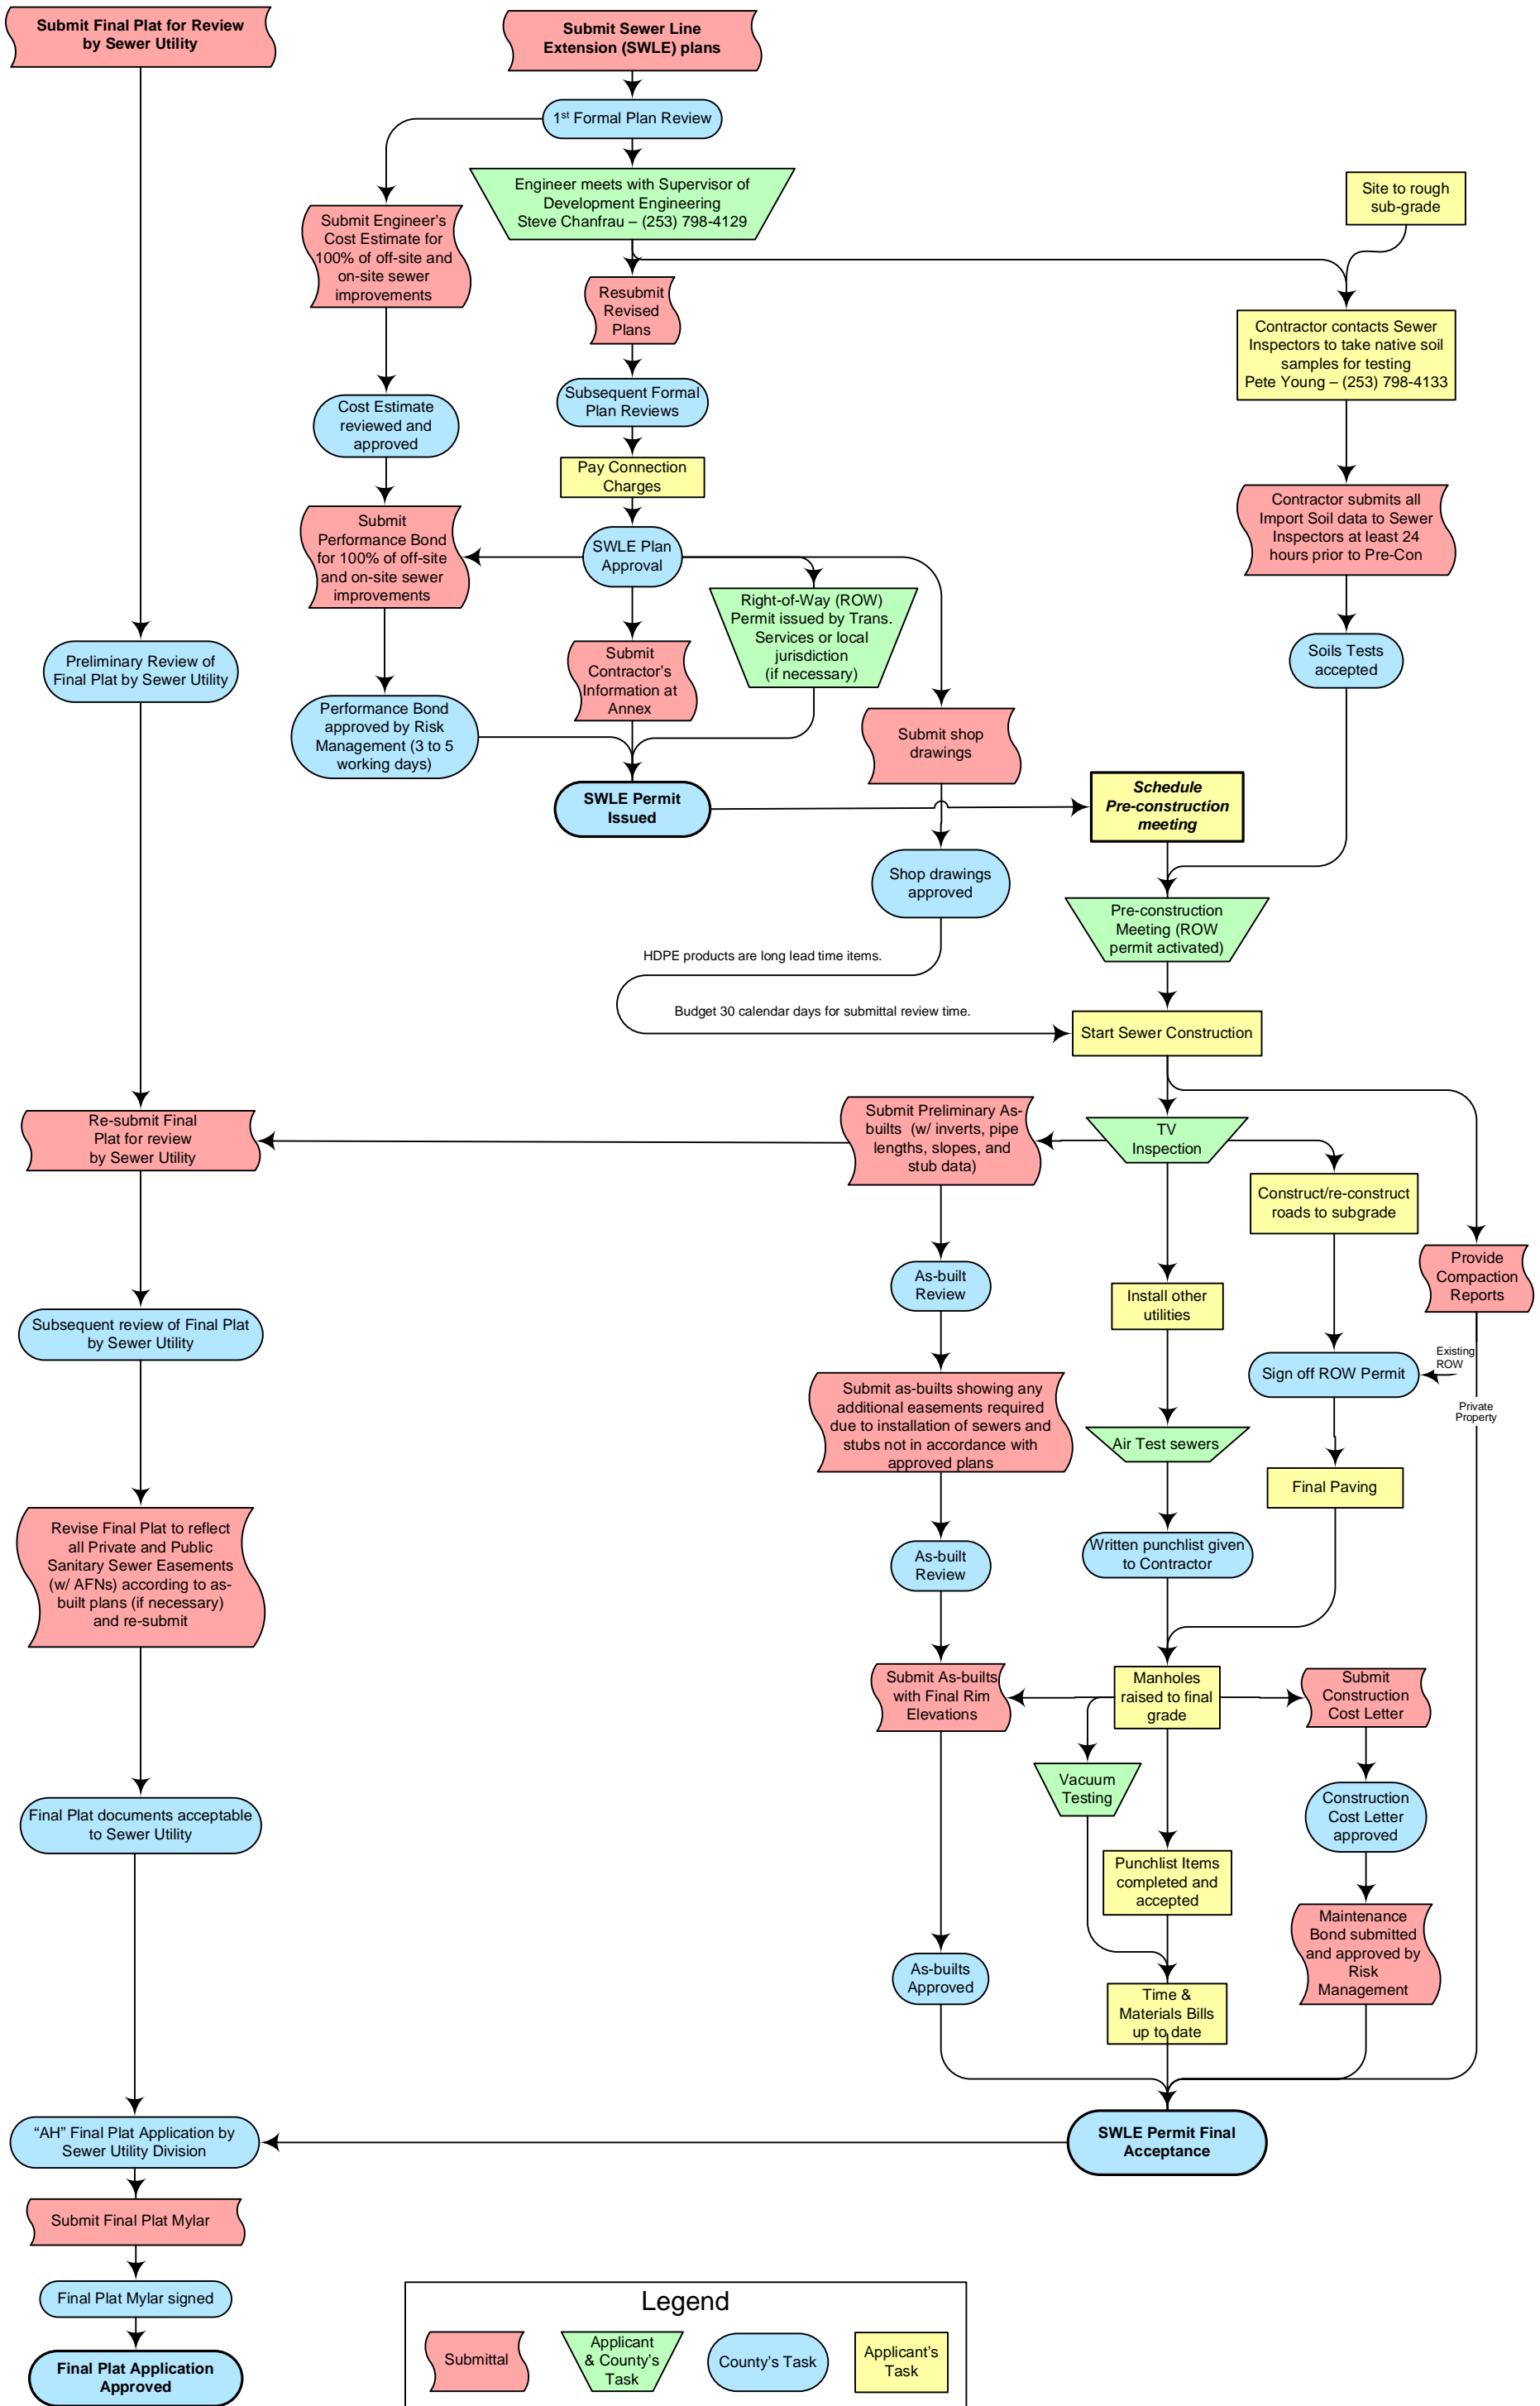 Submit Final Plat for Review
by Sewer Utility
Submit Sewer Line
Extension (SWLE) plans
1st Formal Plan Review
Engineer meets with Supervisor of
Development Engineering
Steve Chanfrau – (253) 798-4129
Site to rough
sub-grade
Submit Engineer's
Cost Estimate for
100% of off-site and
on-site sewer
improvements
Resubmit
Revised
Plans
Contractor contacts Sewer
Inspectors to take native soil
samples for testing
Pete Young – (253) 798-4133
Cost Estimate
reviewed and
approved
Subsequent Formal
Plan Reviews
Pay Connection
Charges
Contractor submits all
Import Soil data to Sewer
Inspectors at least 24
hours prior to Pre-Con
Submit
Performance Bond
for 100% of off-site
and on-site sewer
improvements
SWLE Plan
Approval
Right-of-Way (ROW)
Permit issued by Trans.
Services or local
jurisdiction
(if necessary)
Preliminary Review of
Final Plat by Sewer Utility
Submit
Contractor's
Information at
Annex
Soils Tests
accepted
Performance Bond
approved by Risk
Management (3 to 5
working days)
Submit shop
drawings
SWLE Permit
Issued
Schedule
Pre-construction
meeting
Shop drawings
approved
Pre-construction
Meeting (ROW
permit activated)
HDPE products are long lead time items.
Budget 30 calendar days for submittal review time.
Start Sewer Construction
Re-submit Final
Plat for review
by Sewer Utility
Submit Preliminary As-
builts (w/ inverts, pipe
lengths, slopes, and
stub data)
TV
Inspection
Construct/re-construct
roads to subgrade
Provide
Compaction
Reports
As-built
Review
Install other
utilities
Subsequent review of Final Plat
by Sewer Utility
Sign off ROW Permit
Existing
ROW
Private
Property
Submit as-builts showing any
additional easements required
due to installation of sewers and
stubs not in accordance with
approved plans
Air Test sewers
Final Paving
Revise Final Plat to reflect
all Private and Public
Sanitary Sewer Easements
(w/ AFNs) according to as-
built plans (if necessary)
and re-submit
As-built
Review
Written punchlist given
to Contractor
Submit As-builts
with Final Rim
Elevations
Manholes
raised to final
grade
Submit
Construction
Cost Letter
Vacuum
Testing
Final Plat documents acceptable
to Sewer Utility
Construction
Cost Letter
approved
Punchlist Items
completed and
accepted
Maintenance
Bond submitted
and approved by
Risk
Management
As-builts
Approved
Time &
Materials Bills
up to date
"AH" Final Plat Application by
Sewer Utility Division
SWLE Permit Final
Acceptance
Submit Final Plat Mylar
Final Plat Mylar signed
Final Plat Application
Approved
Legend
Submittal
Applicant
& County's
Task
County's Task
Applicant's
Task